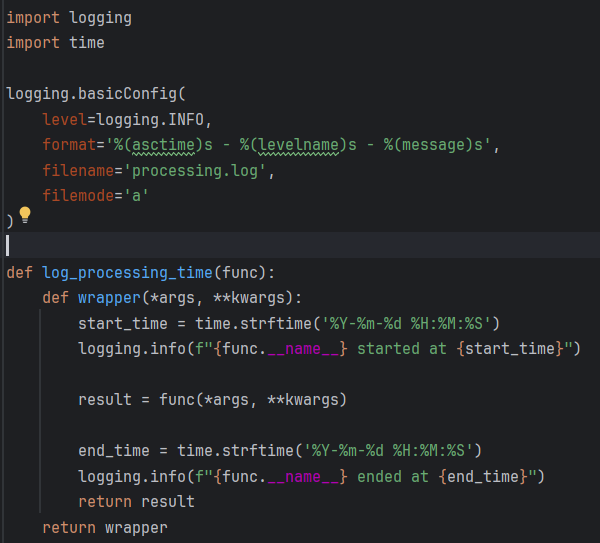 import logging
import time

logging.basicConfig(
    level=logging.INFO,
    format='%(asctime)s - %(levelname)s - %(message)s',
    filename='processing.log',
    filemode='a'
)

def log_processing_time(func):
    def wrapper(*args, **kwargs):
        start_time = time.strftime('%Y-%m-%d %H:%M:%S')
        logging.info(f"{func.__name__} started at {start_time}")

        result = func(*args, **kwargs)

        end_time = time.strftime('%Y-%m-%d %H:%M:%S')
        logging.info(f"{func.__name__} ended at {end_time}")
        return result
    return wrapper